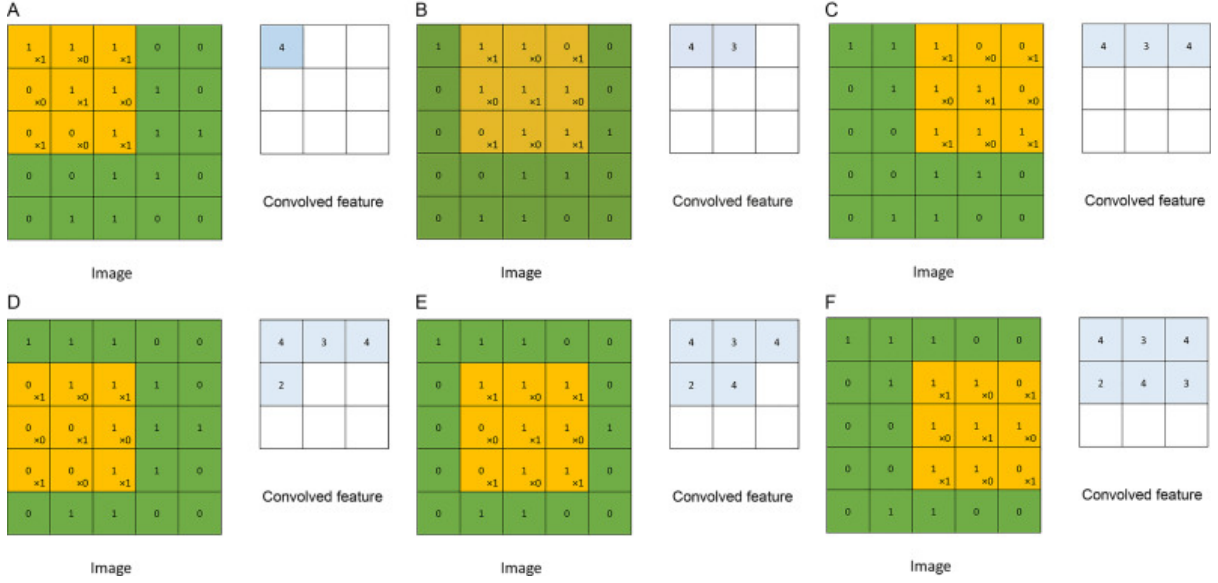 A
1 ×1 1 ×0 1 ×1 0 0
0 ×0 1 ×1 1 ×0 1 0
0 ×1 0 ×0 1 ×1 1 1
0 0 1 1 0
0 1 1 0 0
Image
4
Convolved feature
B
1 1 ×1 1 ×0 0 ×1 0
0 1 ×0 1 ×1 1 ×0 0
0 0 ×1 1 ×0 1 ×1 1
0 0 1 1 0
0 1 1 0 0
Image
4 3
Convolved feature
C
1 1 1 ×1 0 ×0 0 ×1
0 1 1 ×0 1 ×1 0 ×0
0 0 1 ×1 1 ×0 1 ×1
0 0 1 1 0
0 1 1 0 0
Image
4 3 4
Convolved feature
D
1 1 1 0 0
0 ×1 1 ×0 1 ×1 1 0
0 ×0 0 ×1 1 ×0 1 1
0 ×1 0 ×0 1 ×1 1 0
0 1 1 0 0
Image
4 3 4
2
Convolved feature
E
1 1 1 0 0
0 1 ×1 1 ×0 1 ×1 0
0 0 ×0 1 ×1 1 ×0 1
0 0 ×1 1 ×0 1 ×1 0
0 1 1 0 0
Image
4 3 4
2 4
Convolved feature
F
1 1 1 0 0
0 1 1 ×1 1 ×0 0 ×1
0 0 1 ×0 1 ×1 1 ×0
0 0 1 ×1 1 ×0 0 ×1
0 1 1 0 0
Image
4 3 4
2 4 3
Convolved feature